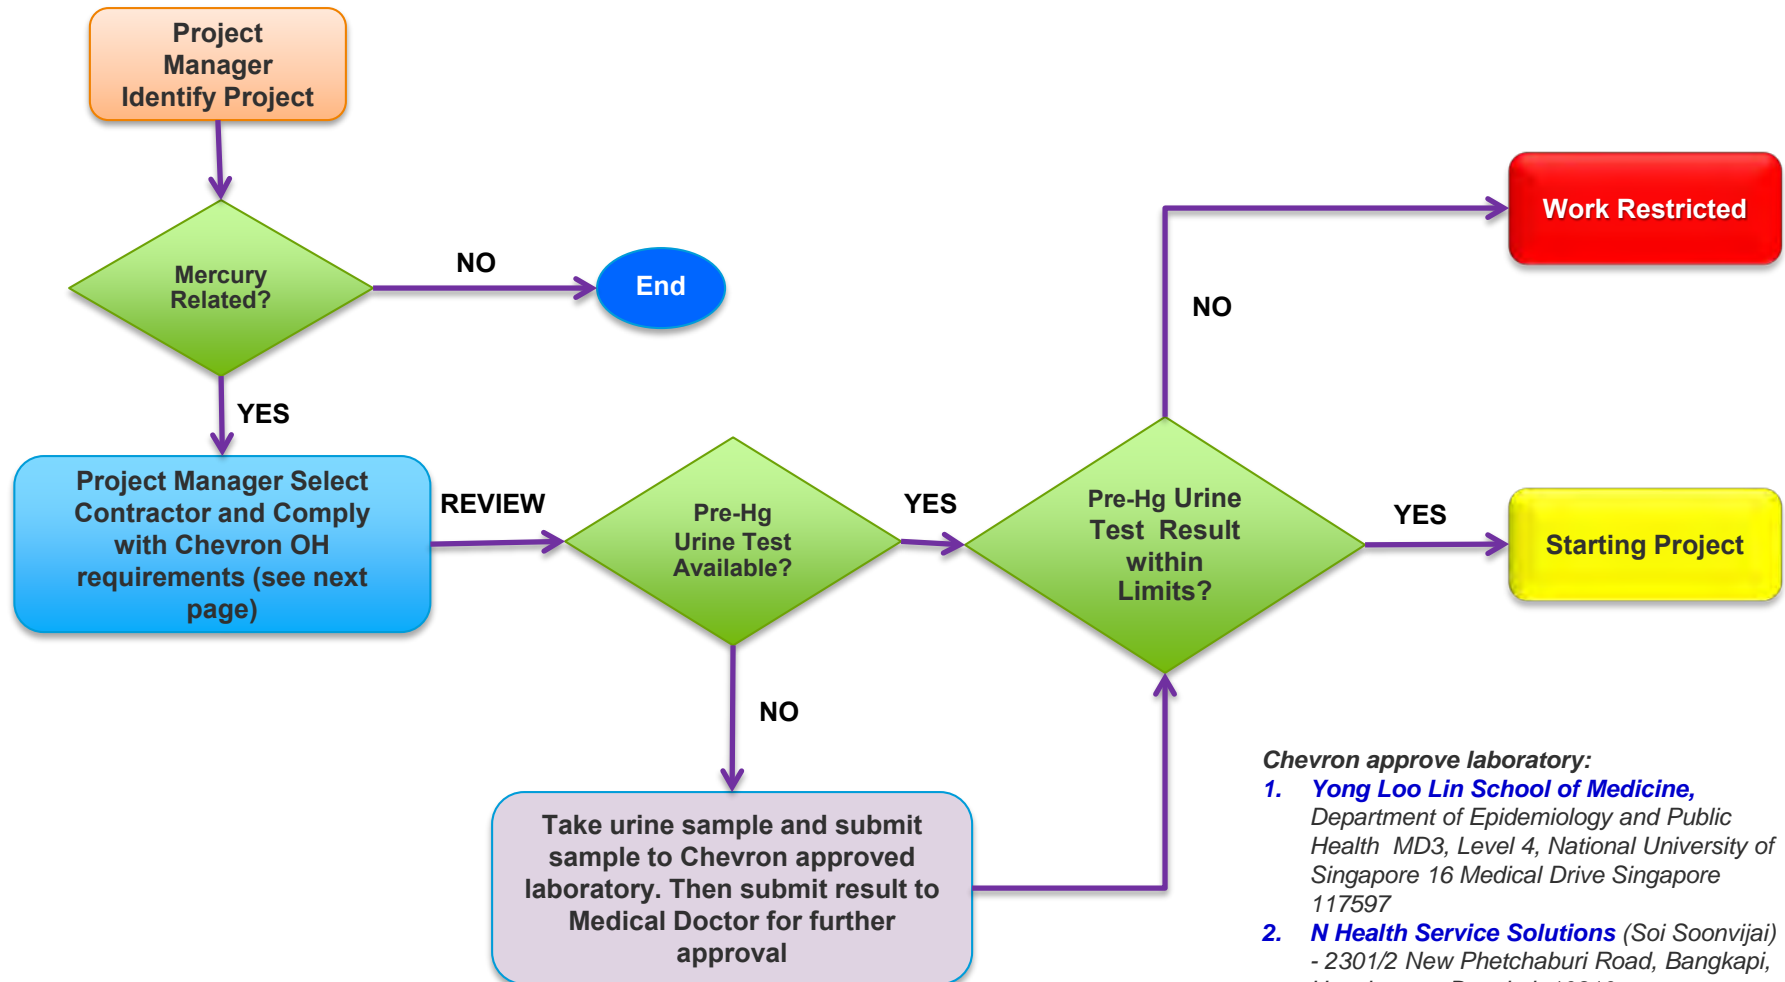 Project
Manager
Identify Project
Work Restricted
Mercury
Related?
NO
End
NO
YES
Project Manager Select
Contractor and Comply
with Chevron OH
requirements (see next
page)
REVIEW
Pre-Hg
Urine Test
Available?
YES
Pre-Hg Urine
Test Result
within
Limits?
YES
Starting Project
NO
Take urine sample and submit
sample to Chevron approved
laboratory. Then submit result to
Medical Doctor for further
approval
Chevron approve laboratory:
1. Yong Loo Lin School of Medicine,
Department of Epidemiology and Public
Health MD3, Level 4, National University of
Singapore 16 Medical Drive Singapore
117597
2. N Health Service Solutions (Soi Soonvijai)
- 2301/2 New Phetchaburi Road, Bangkapi,